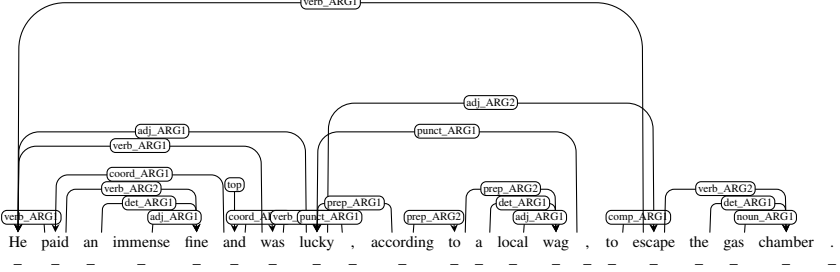 verb_ARG1
adj_ARG2
adj_ARG1
punct_ARG1
verb_ARG1
coord_ARG1
top
verb_ARG2
prep_ARG2
verb_ARG2
det_ARG1
prep_ARG1
det_ARG1
det_ARG1
verb_ARG1
adj_ARG1
punct_ARG1
prep_ARG2
adj_ARG1
comp_ARG1
noun_ARG1
He paid an immense fine and was lucky , according to a local wag , to escape the gas chamber .